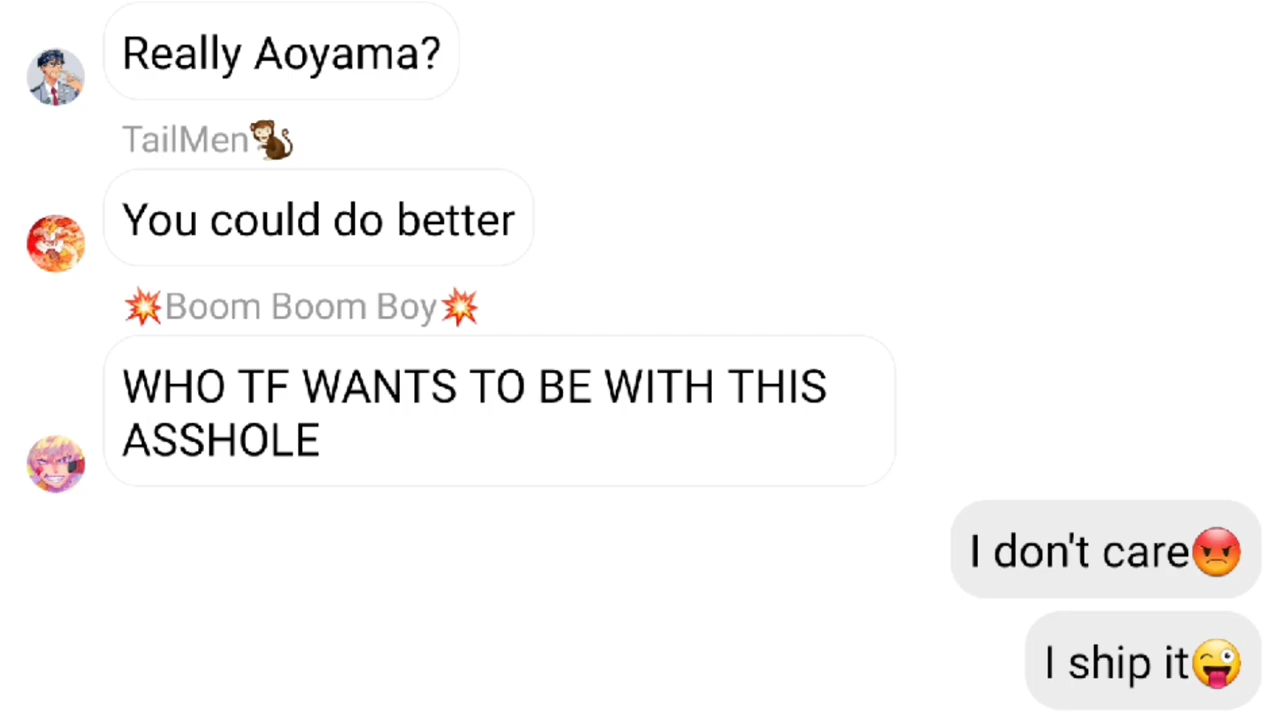 Really Aoyama?
TailMen🐒
You could do better
💥Boom Boom Boy💥
WHO TF WANTS TO BE WITH THIS
ASSHOLE
I don't care😡
I ship it😜